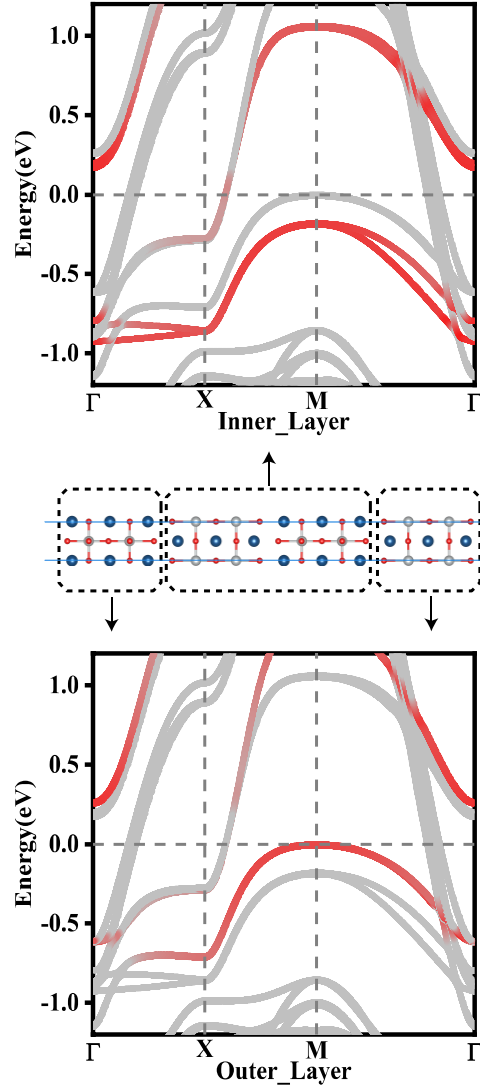 Energy(eV)
1.0
0.5
0.0
-0.5
-1.0
Γ X M Γ
Inner_Layer
Energy(eV)
1.0
0.5
0.0
-0.5
-1.0
Γ X M Γ
Outer_Layer